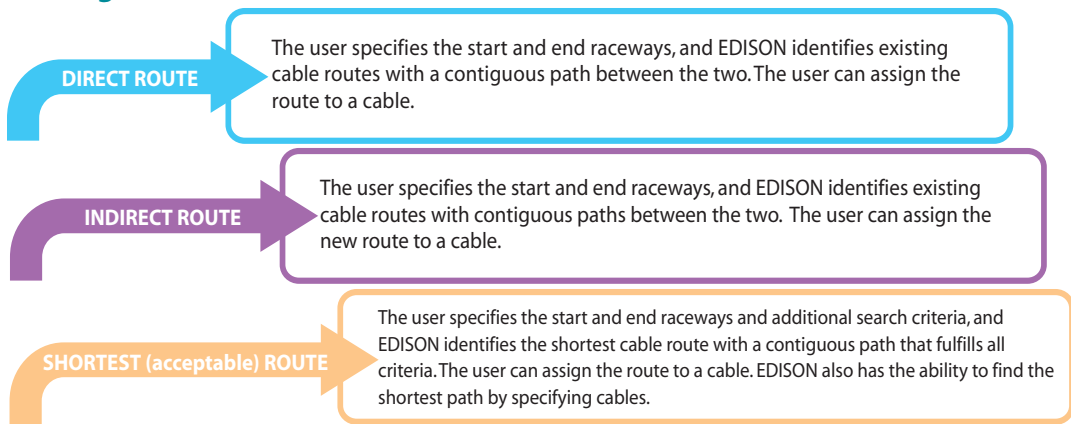 DIRECT ROUTE
The user specifies the start and end raceways, and EDISON identifies existing
cable routes with a contiguous path between the two. The user can assign the
route to a cable.
INDIRECT ROUTE
The user specifies the start and end raceways, and EDISON identifies existing
cable routes with contiguous paths between the two. The user can assign the
new route to a cable.
SHORTEST (acceptable) ROUTE
The user specifies the start and end raceways and additional search criteria, and
EDISON identifies the shortest cable route with a contiguous path that fulfills all
criteria. The user can assign the route to a cable. EDISON also has the ability to find the
shortest path by specifying cables.